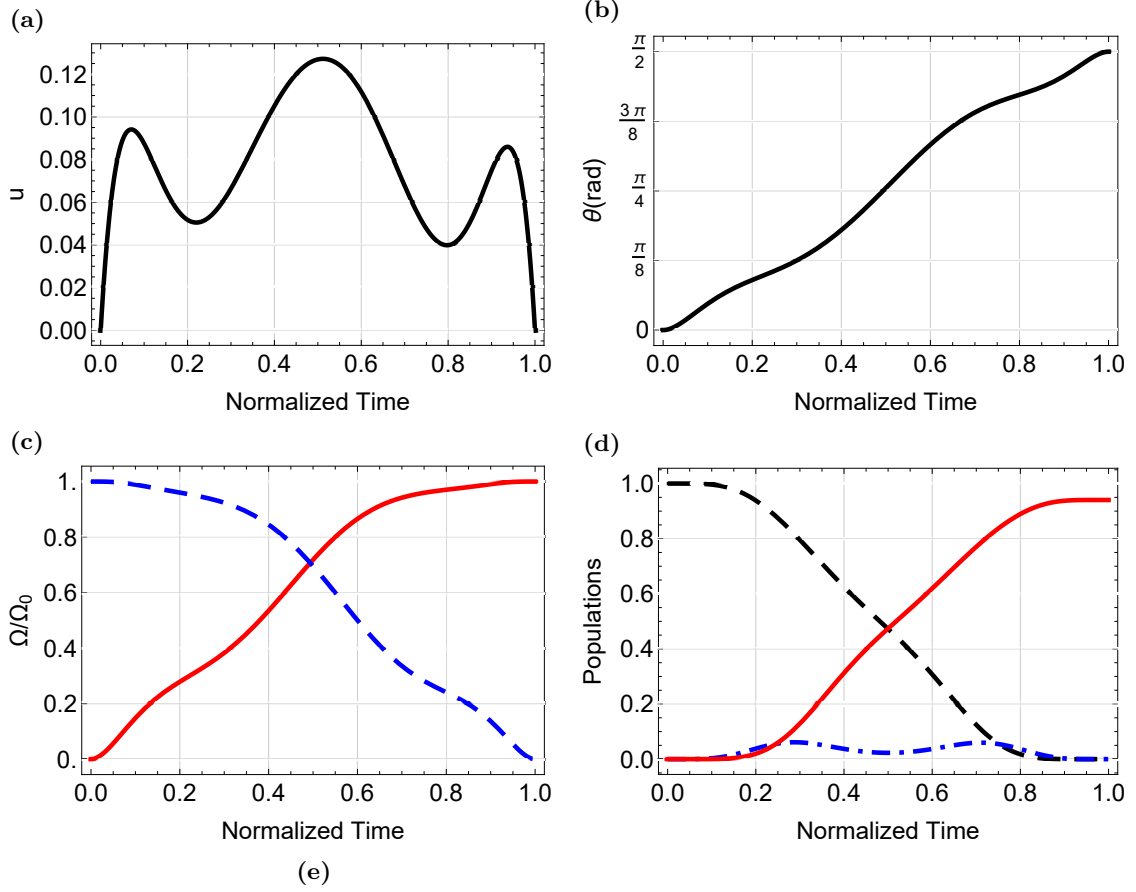 (a)
0.12
0.10
0.08
0.06
0.04
0.02
0.00
u
0.0 0.2 0.4 0.6 0.8 1.0
Normalized Time
(b)
π/2
3π/8
π/4
π/8
0
θ(rad)
0.0 0.2 0.4 0.6 0.8 1.0
Normalized Time
(c)
1.
0.8
0.6
0.4
0.2
0.
Ω/Ω₀
0.0 0.2 0.4 0.6 0.8 1.0
Normalized Time
(d)
1.0
0.8
0.6
0.4
0.2
0.0
Populations
0.0 0.2 0.4 0.6 0.8 1.0
Normalized Time
(e)